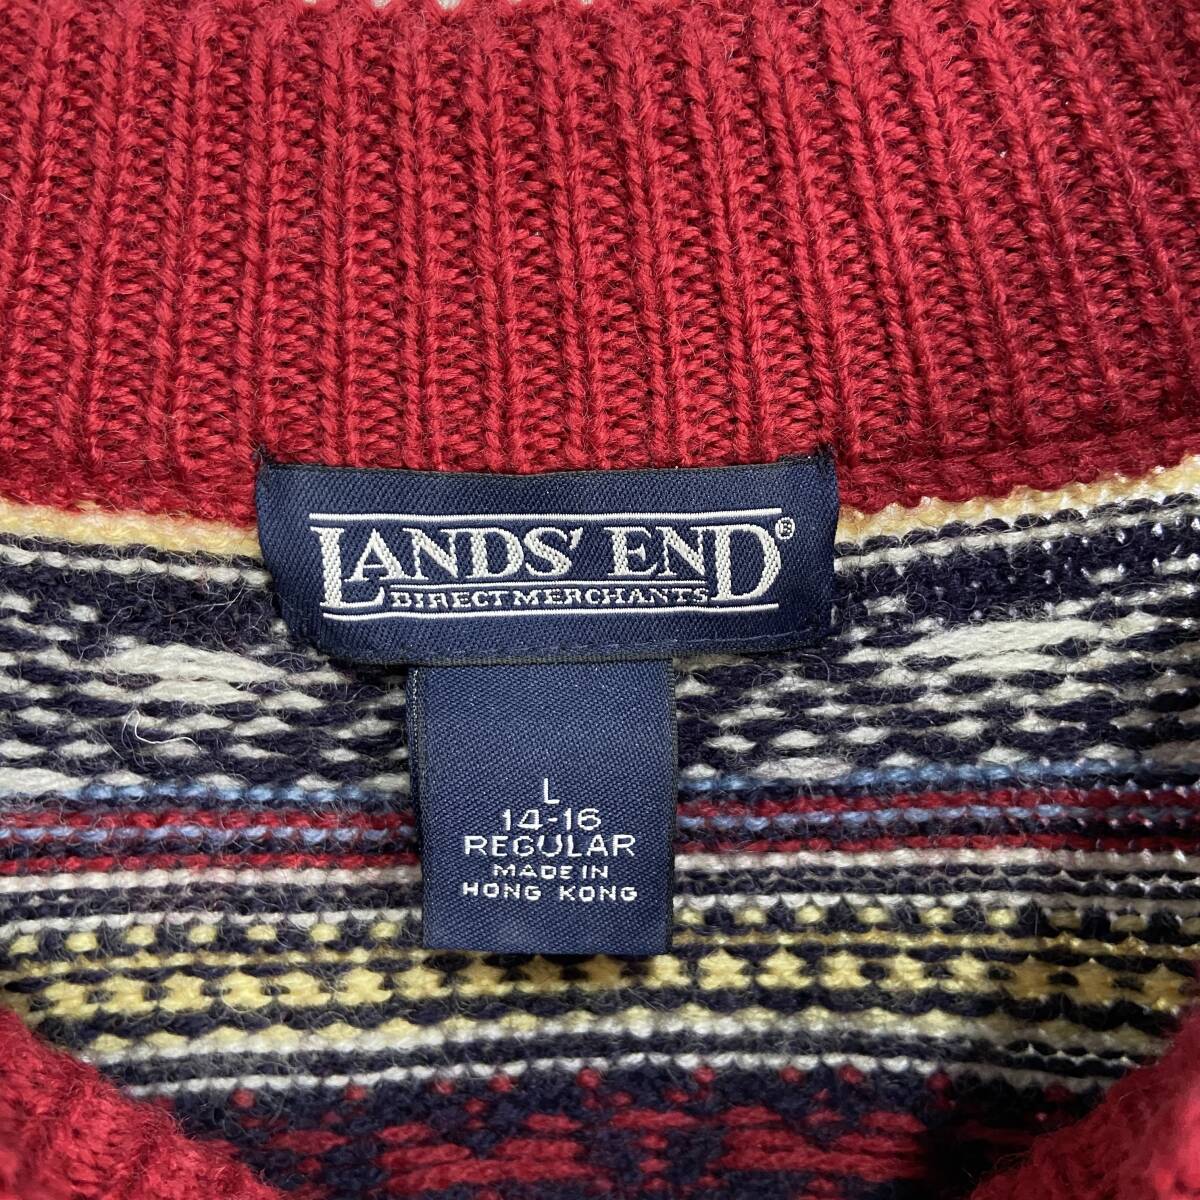 LANDS' END®
DIRECT MERCHANTS
L
14-16
REGULAR
MADE IN
HONG KONG